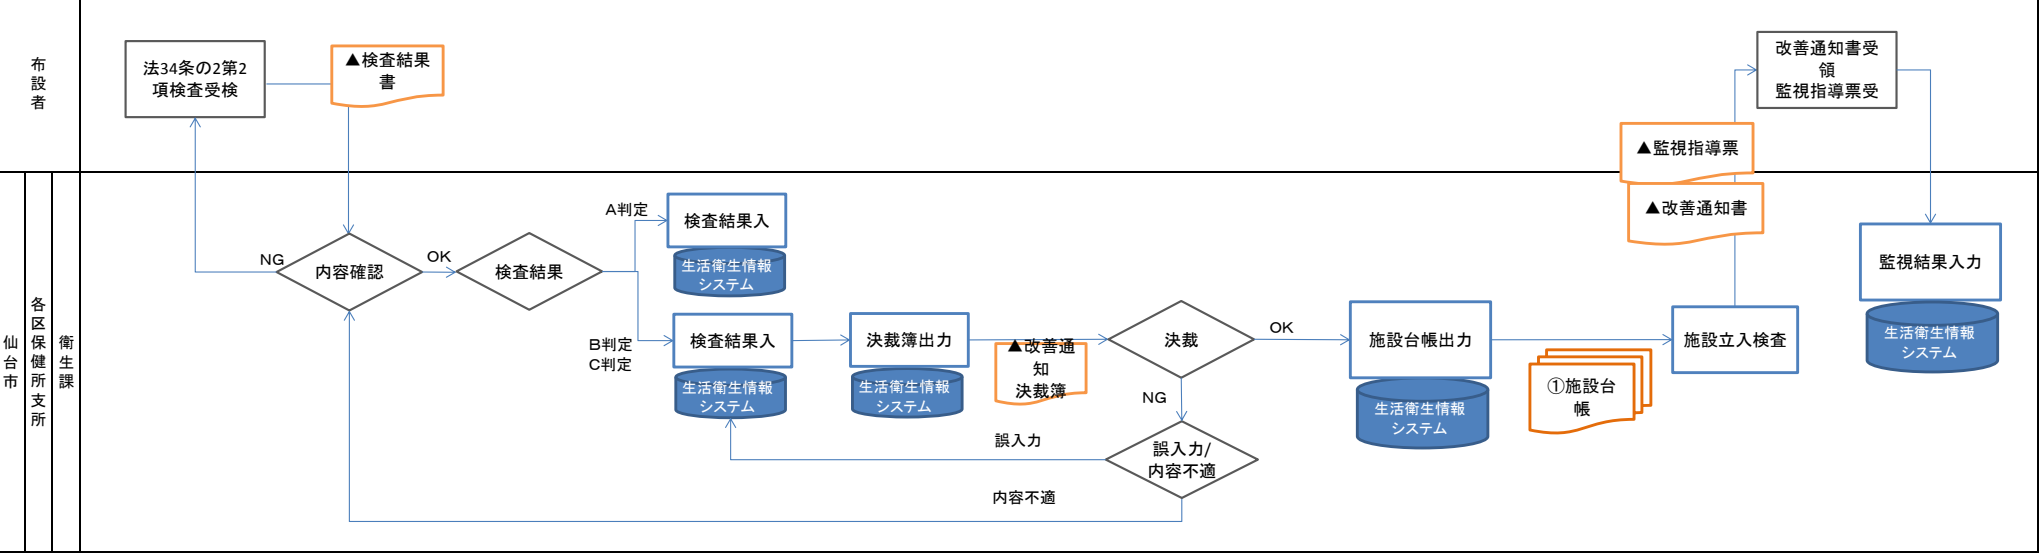 布設者
法34条の2第2
項検査受検
▲検査結果
書
改善通知書受
領
監視指導票受
▲監視指導票
▲改善通知書
仙台市
各区保健所支所
衛生課
NG
内容確認
OK
検査結果
A判定
検査結果入
生活衛生情報
システム
B判定
C判定
検査結果入
生活衛生情報
システム
決裁簿出力
生活衛生情報
システム
▲改善通
知
決裁簿
決裁
OK
NG
誤入力/
内容不適
誤入力
内容不適
施設台帳出力
生活衛生情報
システム
①施設台
帳
施設立入検査
監視結果入力
生活衛生情報
システム